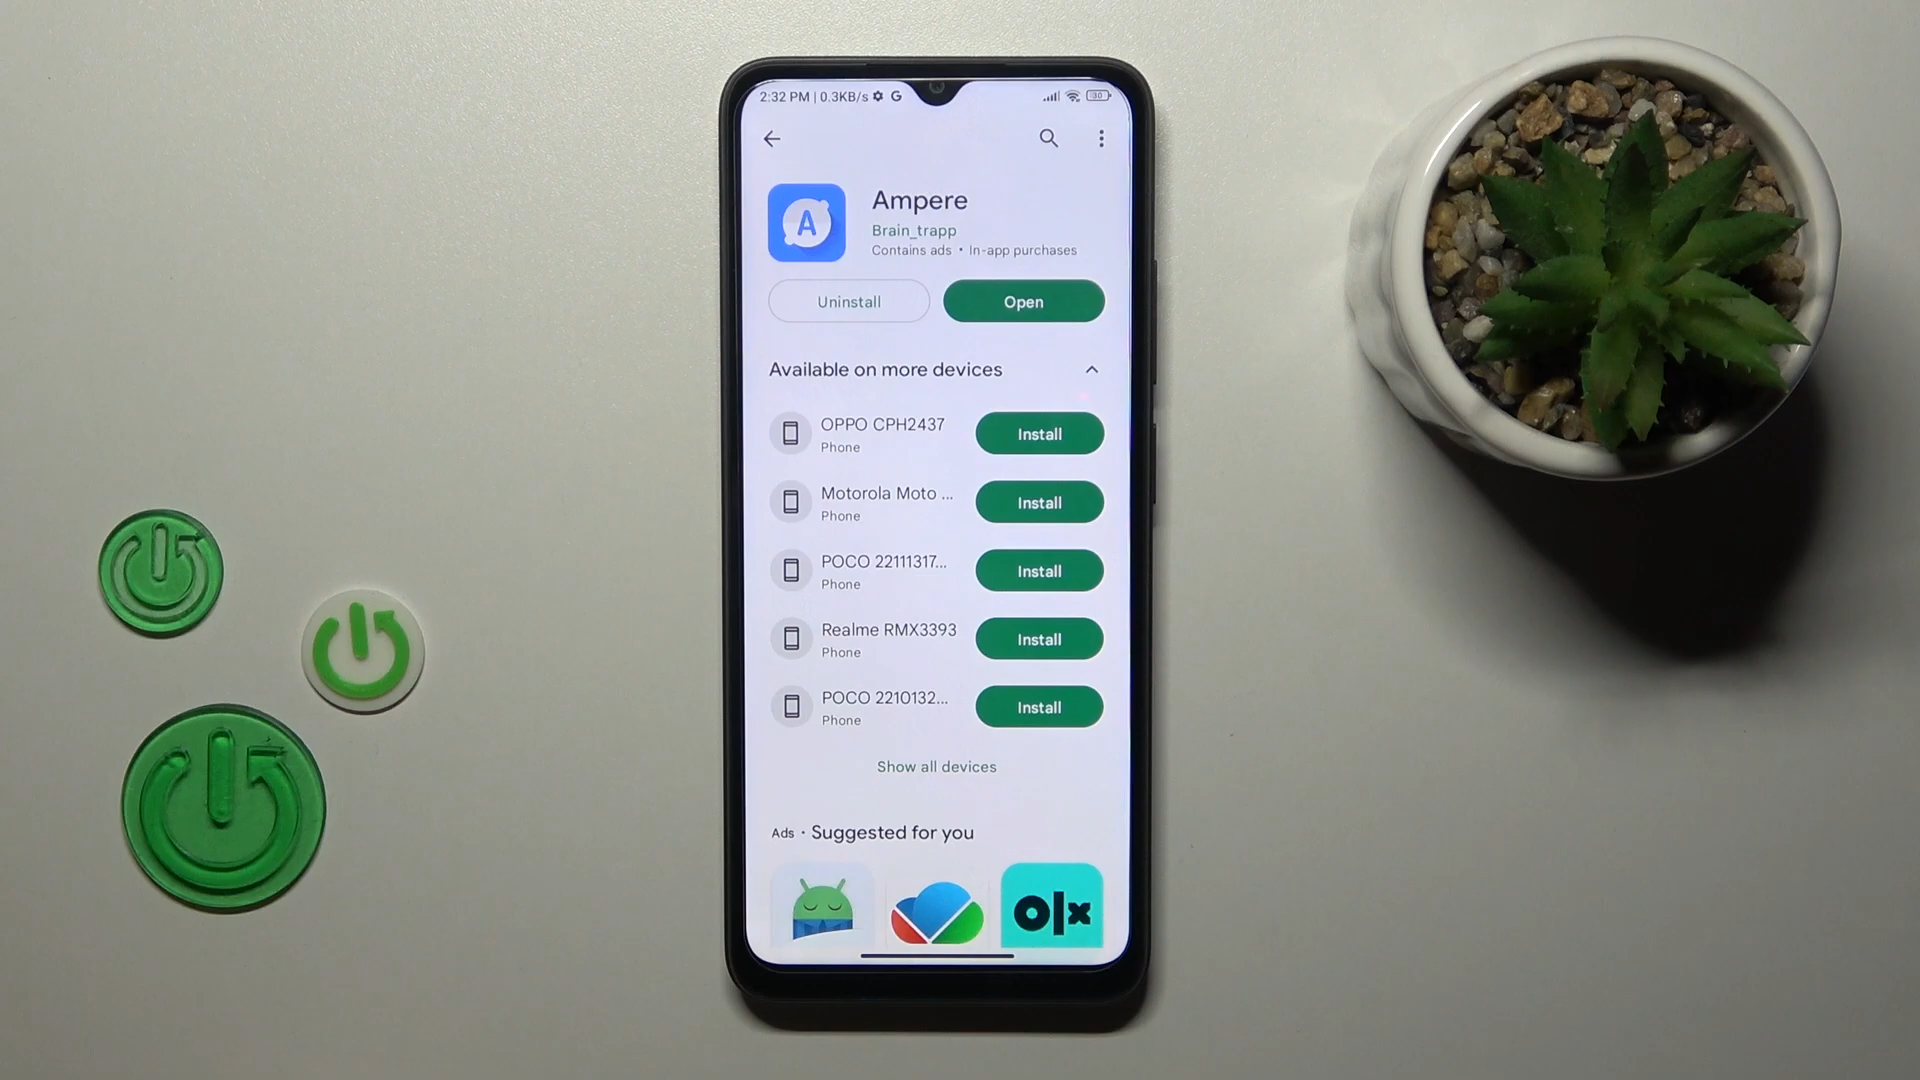 2:32 PM | 0.3KB/s G 30
Ampere
A
Brain_trapp
Contains ads • In-app purchases
Uninstall
Open
Available on more devices
OPPO CPH2437
Phone
Install
Motorola Moto ...
Phone
Install
POCO 22111317...
Phone
Install
Realme RMX3393
Phone
Install
POCO 2210132...
Phone
Install
Show all devices
Ads • Suggested for you
olx